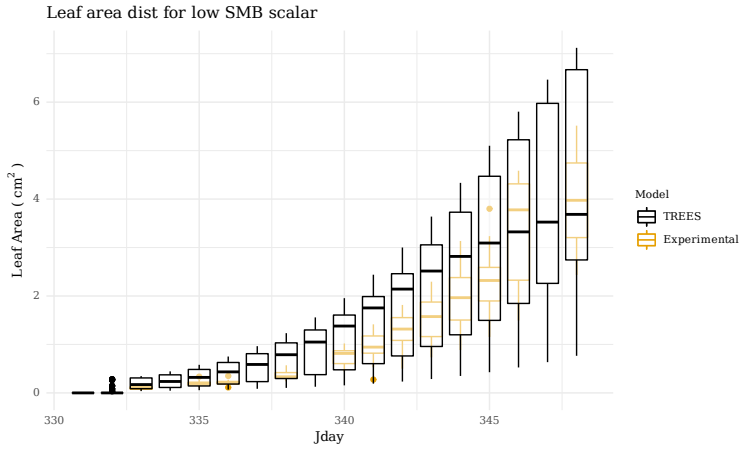 Leaf area dist for low SMB scalar
Leaf Area ( cm² )
6
4
2
0
330
335
340
345
Jday
Model
TREES
Experimental